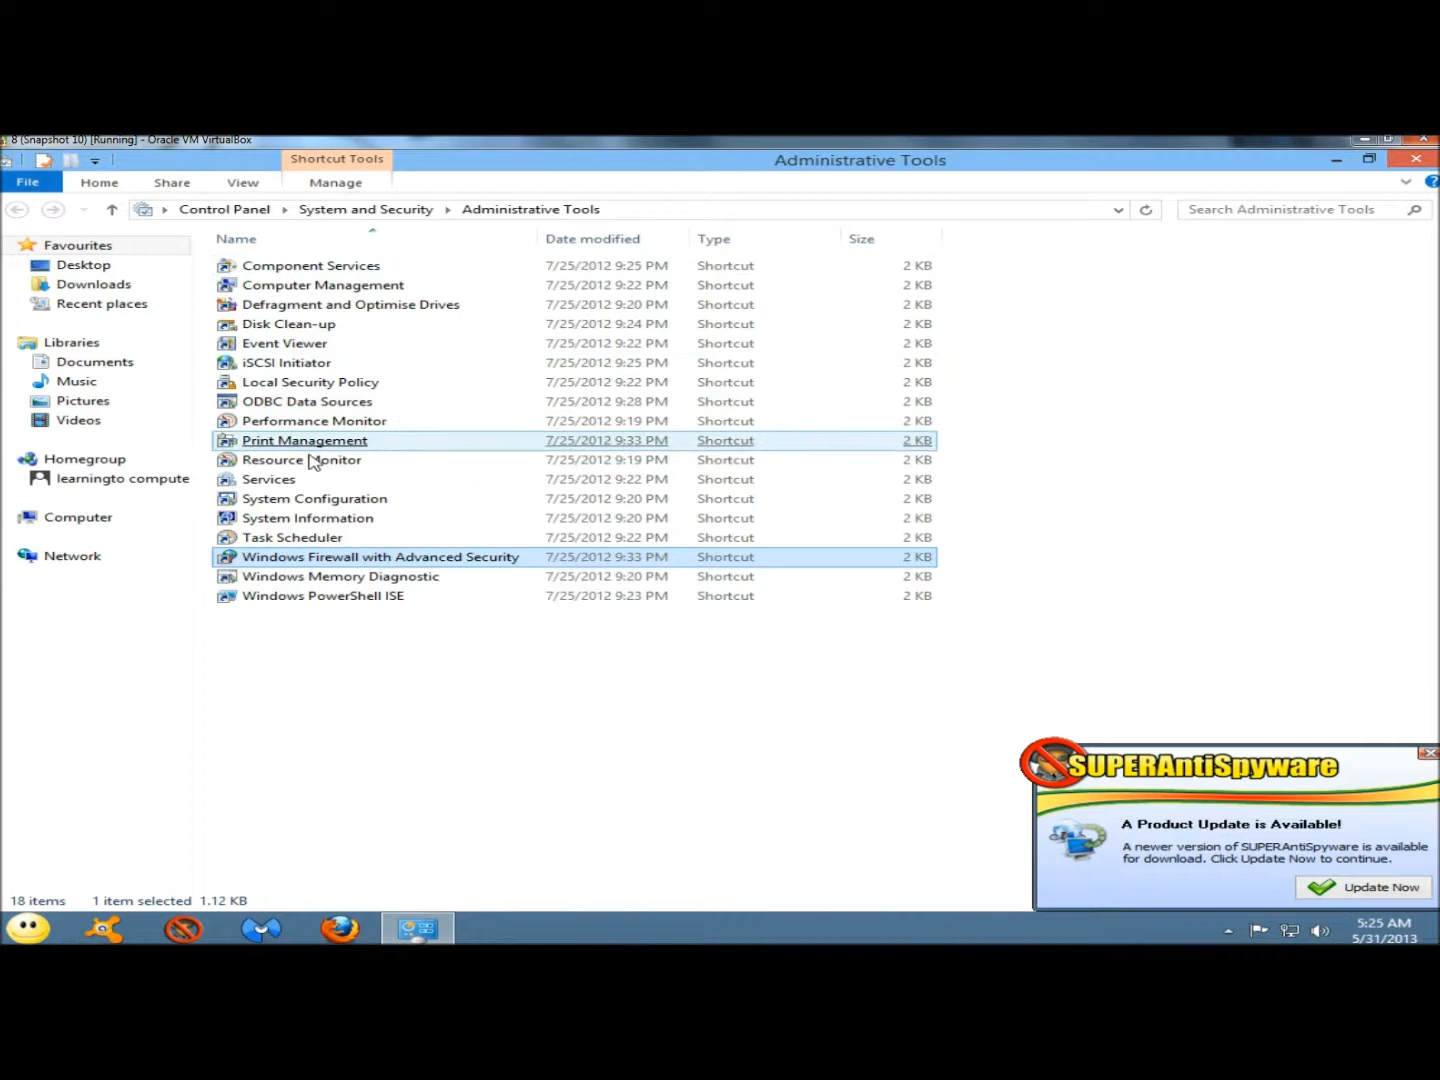 8 (Snapshot 10) [Running] - Oracle VM VirtualBox
Shortcut Tools
Administrative Tools
File Home Share View Manage
Control Panel System and Security Administrative Tools
Search Administrative Tools
Name Date modified Type Size
Favourites
Desktop
Downloads
Recent places
Libraries
Documents
Music
Pictures
Videos
Homegroup
learningto compute
Computer
Network
Component Services 7/25/2012 9:25 PM Shortcut 2 KB
Computer Management 7/25/2012 9:22 PM Shortcut 2 KB
Defragment and Optimise Drives 7/25/2012 9:20 PM Shortcut 2 KB
Disk Clean-up 7/25/2012 9:24 PM Shortcut 2 KB
Event Viewer 7/25/2012 9:22 PM Shortcut 2 KB
iSCSI Initiator 7/25/2012 9:25 PM Shortcut 2 KB
Local Security Policy 7/25/2012 9:22 PM Shortcut 2 KB
ODBC Data Sources 7/25/2012 9:28 PM Shortcut 2 KB
Performance Monitor 7/25/2012 9:19 PM Shortcut 2 KB
Print Management 7/25/2012 9:33 PM Shortcut 2 KB
Resource Monitor 7/25/2012 9:19 PM Shortcut 2 KB
Services 7/25/2012 9:22 PM Shortcut 2 KB
System Configuration 7/25/2012 9:20 PM Shortcut 2 KB
System Information 7/25/2012 9:20 PM Shortcut 2 KB
Task Scheduler 7/25/2012 9:22 PM Shortcut 2 KB
Windows Firewall with Advanced Security 7/25/2012 9:33 PM Shortcut 2 KB
Windows Memory Diagnostic 7/25/2012 9:20 PM Shortcut 2 KB
Windows PowerShell ISE 7/25/2012 9:23 PM Shortcut 2 KB
SUPERAntiSpyware
A Product Update is Available!
A newer version of SUPERAntiSpyware is available
for download. Click Update Now to continue.
Update Now
18 items 1 item selected 1.12 KB
5:25 AM
5/31/2013